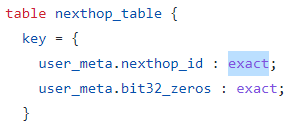 table nexthop_table {
key = {
user_meta.nexthop_id : exact;
user_meta.bit32_zeros : exact;
}